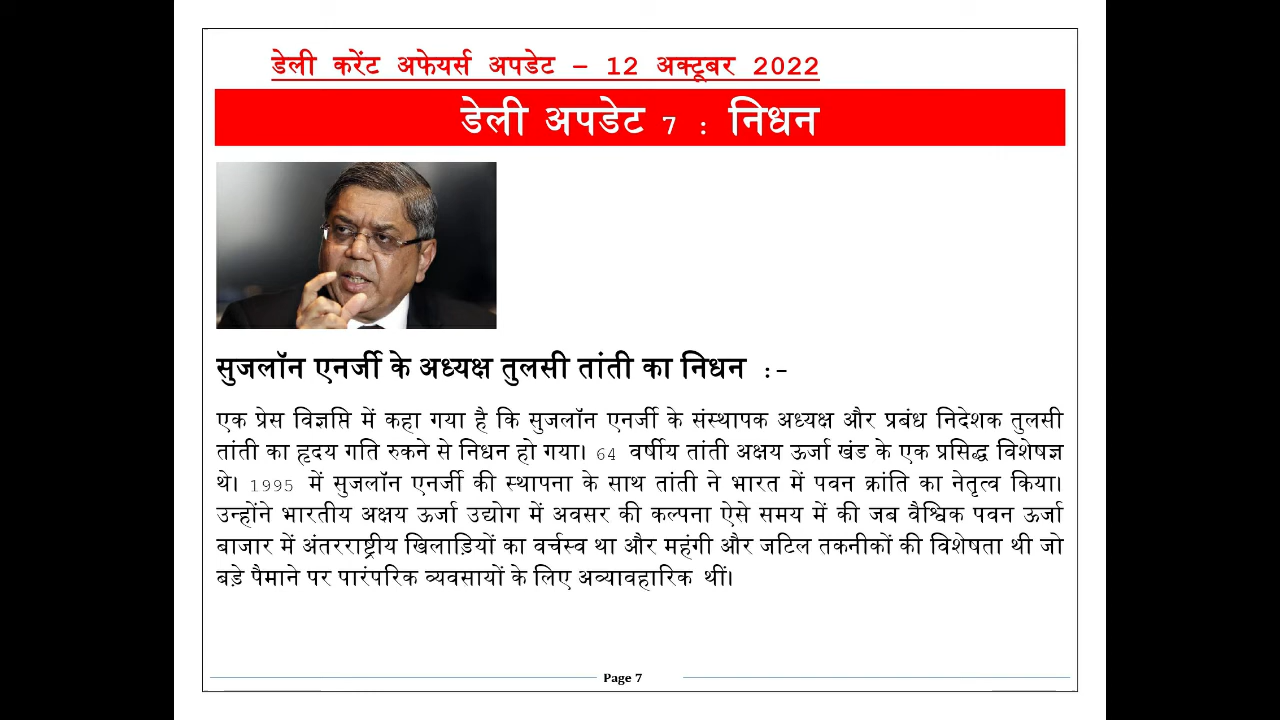 डेली करेंट अफेयर्स अपडेट – 12 अक्टूबर 2022
डेली अपडेट 7 : निधन
सुजलॉन एनर्जी के अध्यक्ष तुलसी तांती का निधन :-
एक प्रेस विज्ञप्ति में कहा गया है कि सुजलॉन एनर्जी के संस्थापक अध्यक्ष और प्रबंध निदेशक तुलसी
तांती का हृदय गति रुकने से निधन हो गया। 64 वर्षीय तांती अक्षय ऊर्जा खंड के एक प्रसिद्ध विशेषज्ञ
थे। 1995 में सुजलॉन एनर्जी की स्थापना के साथ तांती ने भारत में पवन क्रांति का नेतृत्व किया।
उन्होंने भारतीय अक्षय ऊर्जा उद्योग में अवसर की कल्पना ऐसे समय में की जब वैश्विक पवन ऊर्जा
बाजार में अंतरराष्ट्रीय खिलाड़ियों का वर्चस्व था और महंगी और जटिल तकनीकों की विशेषता थी जो
बड़े पैमाने पर पारंपरिक व्यवसायों के लिए अव्यावहारिक थीं।
Page 7